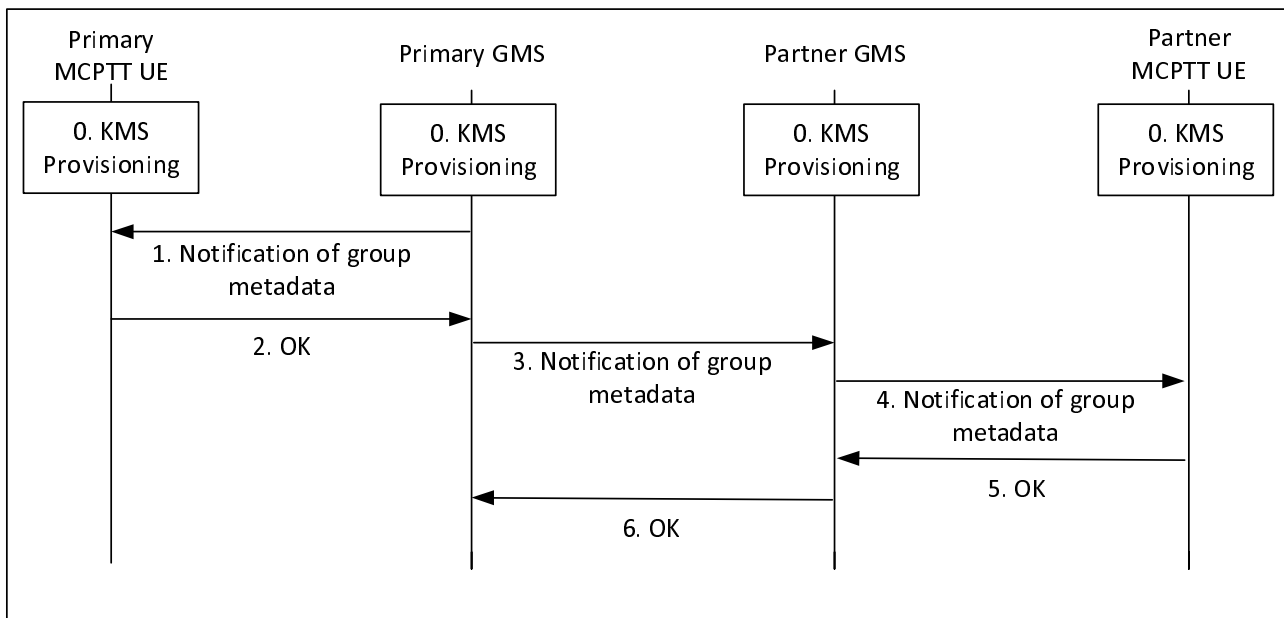 Primary
MCPTT UE
Primary GMS
Partner GMS
Partner
MCPTT UE
0. KMS
Provisioning
0. KMS
Provisioning
0. KMS
Provisioning
0. KMS
Provisioning
1. Notification of group
metadata
2. OK
3. Notification of group
metadata
4. Notification of group
metadata
5. OK
6. OK